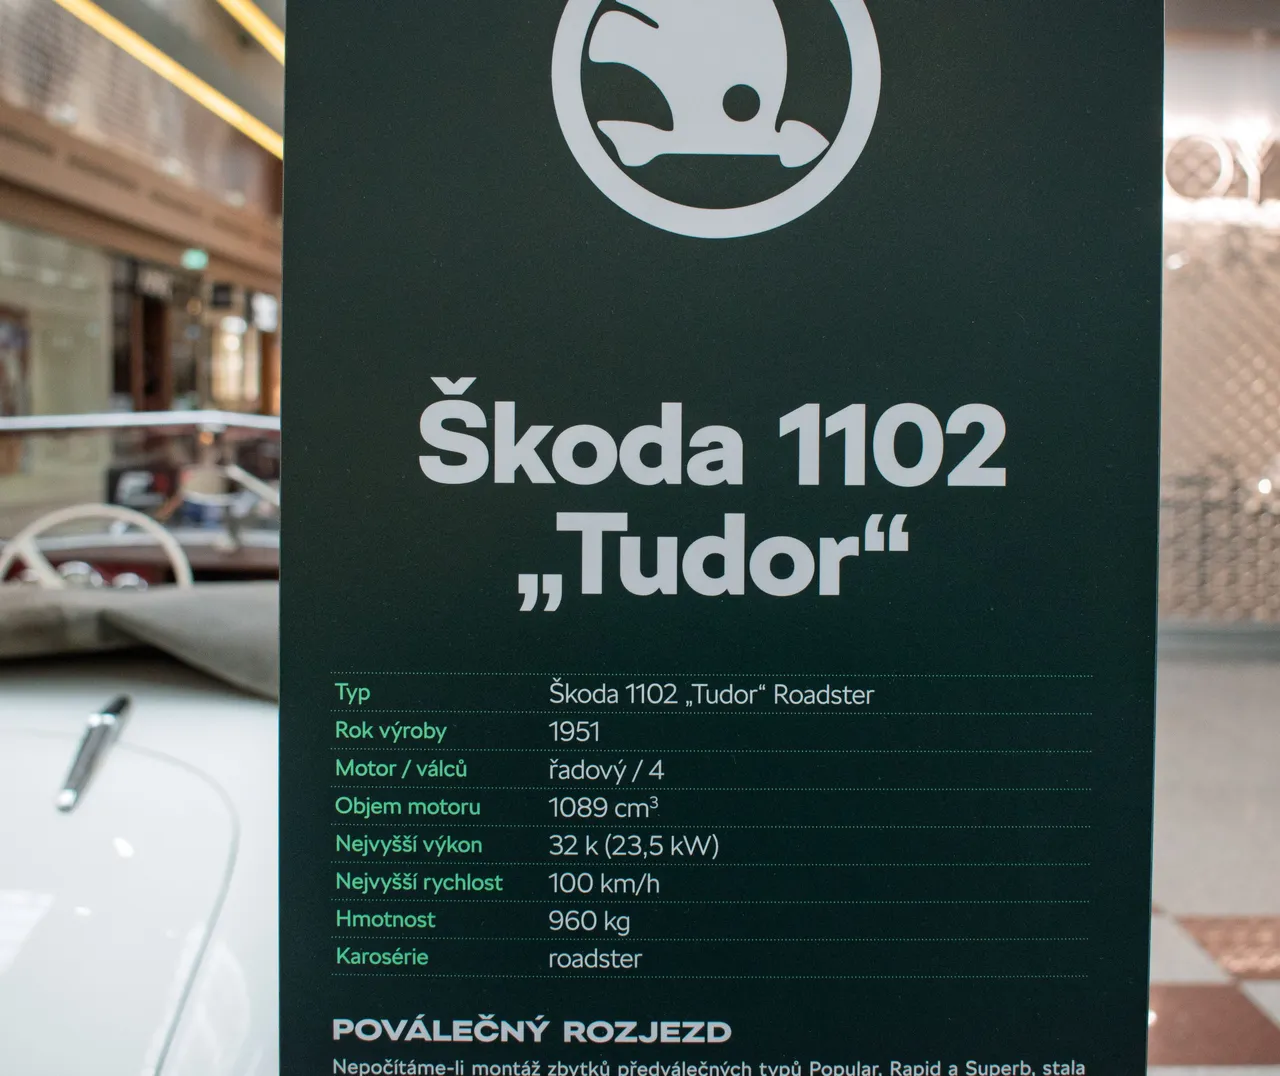 Škoda 1102
„Tudor“
Typ Škoda 1102 „Tudor“ Roadster
Rok výroby 1951
Motor / válců řadový / 4
Objem motoru 1089 cm³
Nejvyšší výkon 32 k (23,5 kW)
Nejvyšší rychlost 100 km/h
Hmotnost 960 kg
Karosérie roadster
POVÁLEČNÝ ROZJEZD
Nepočítáme-li montáž zbytků předválečných typů Popular, Rapid a Superb, stala
OY